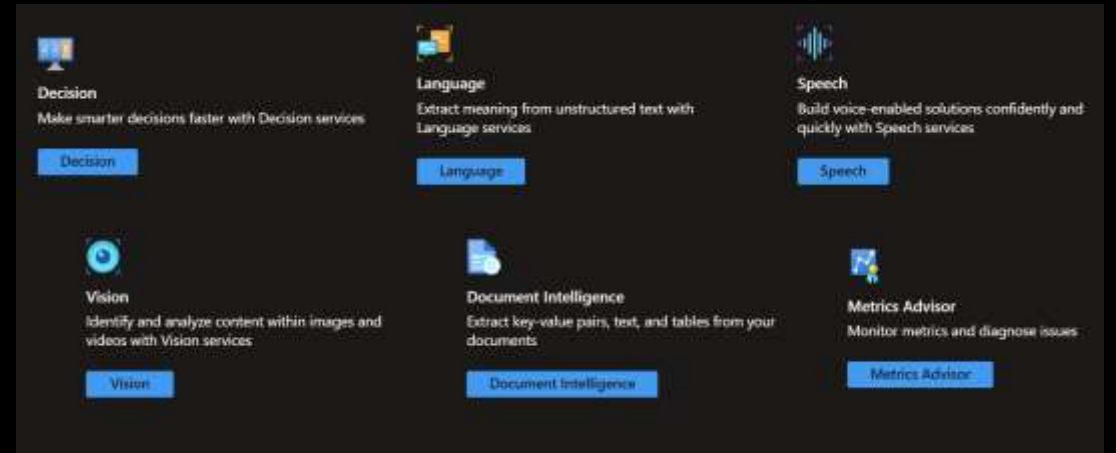 Decision
Make smarter decisions faster with Decision services
Decision
Language
Extract meaning from unstructured text with
Language services
Language
Speech
Build voice-enabled solutions confidently and
quickly with Speech services
Speech
Vision
Identify and analyze content within images and
videos with Vision services
Vision
Document Intelligence
Extract key-value pairs, text, and tables from your
documents
Document Intelligence
Metrics Advisor
Monitor metrics and diagnose issues
Metrics Advisor